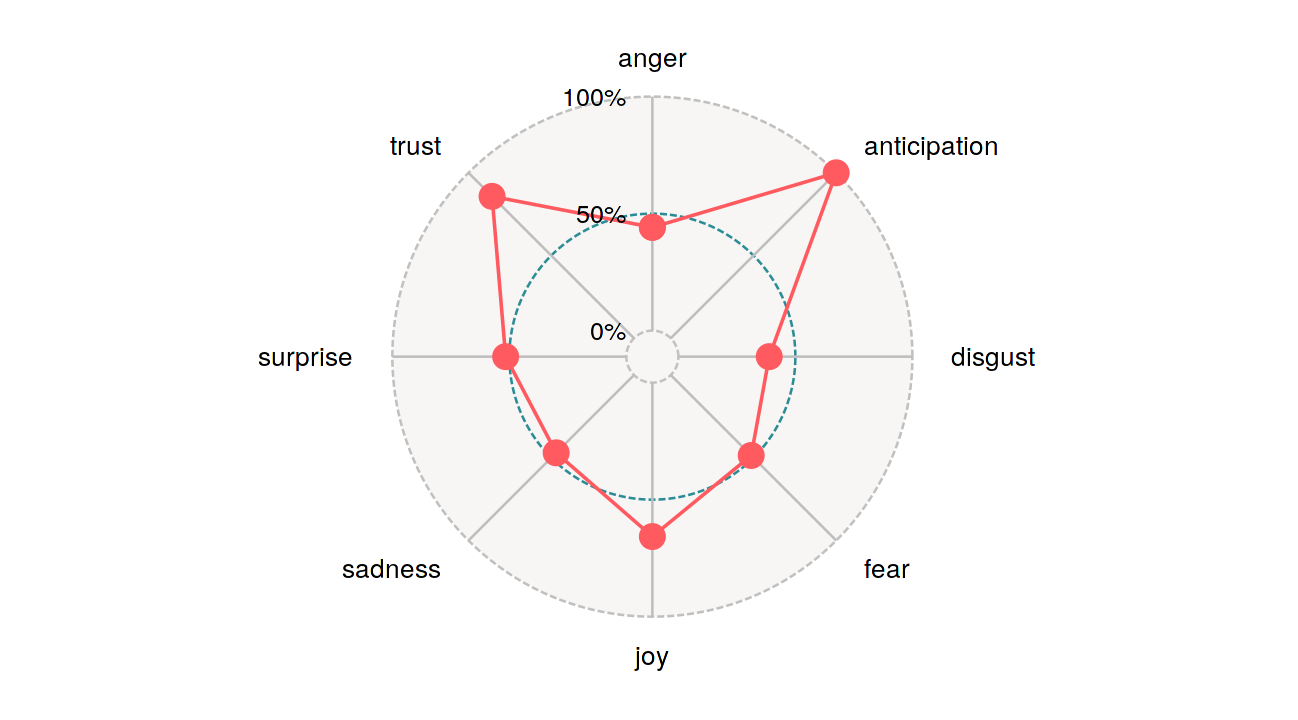 anger
100%
trust
anticipation
50%
0%
surprise
disgust
sadness
fear
joy